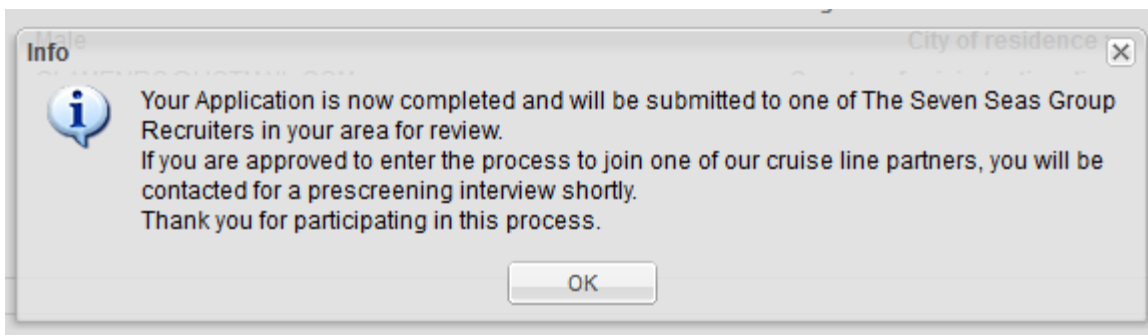 Male
City of residence
Info
Your Application is now completed and will be submitted to one of The Seven Seas Group
Recruiters in your area for review.
If you are approved to enter the process to join one of our cruise line partners, you will be
contacted for a prescreening interview shortly.
Thank you for participating in this process.
OK